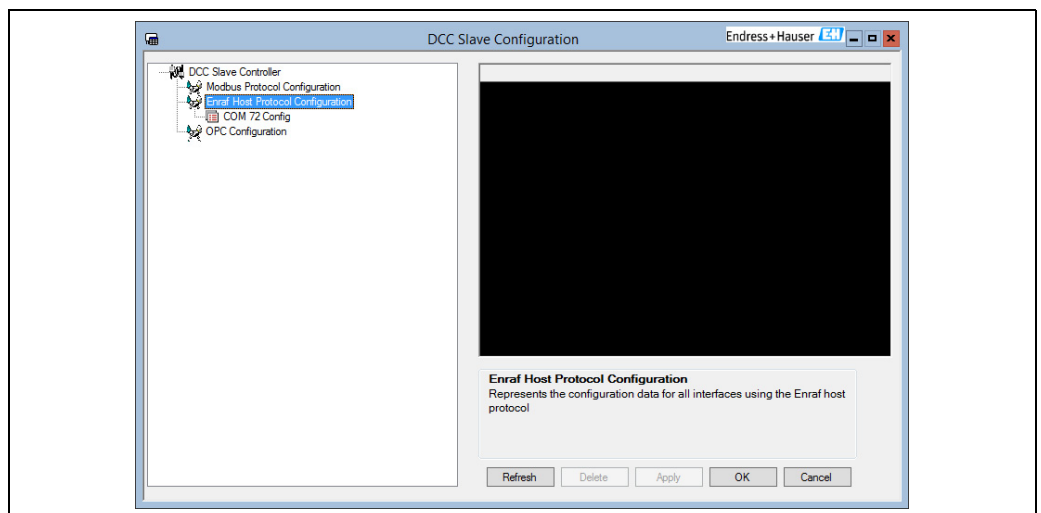 DCC Slave Configuration
Endress+Hauser EH
DCC Slave Controller
Modbus Protocol Configuration
Enraf Host Protocol Configuration
COM 72 Config
OPC Configuration
Enraf Host Protocol Configuration
Represents the configuration data for all interfaces using the Enraf host
protocol
Refresh Delete Apply OK Cancel